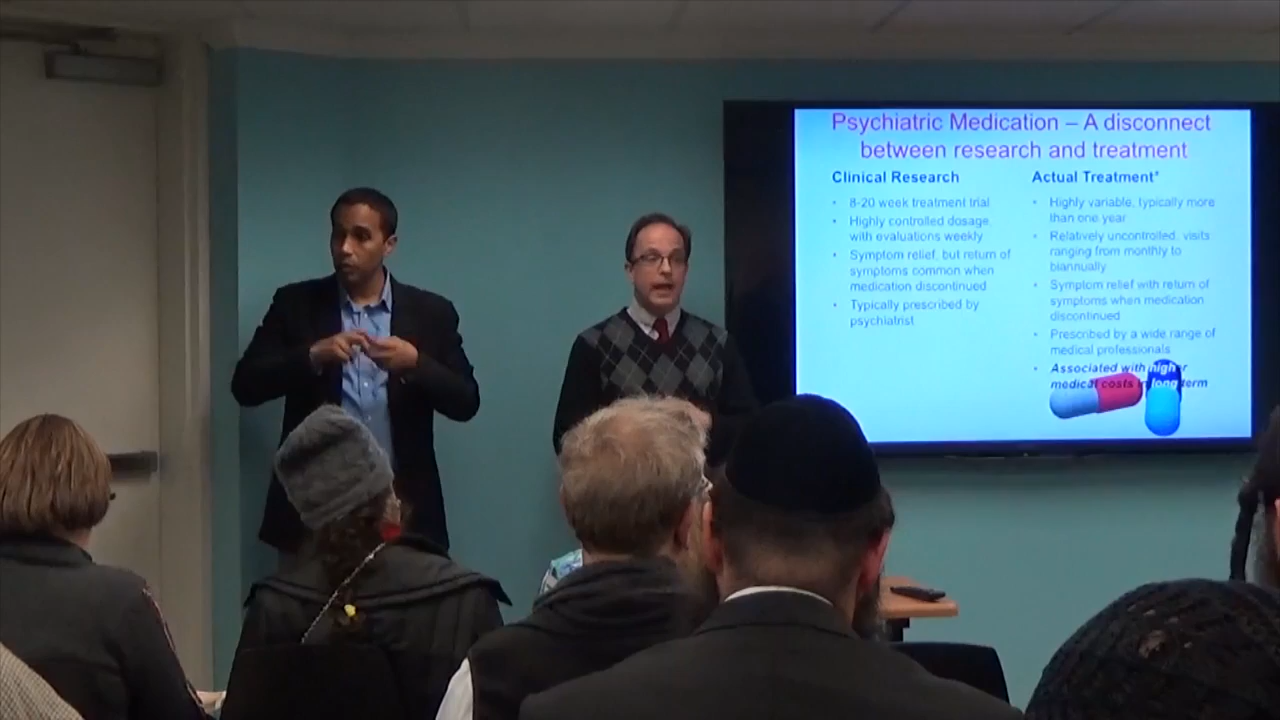 Psychiatric Medication – A disconnect
between research and treatment
Clinical Research
• 8-20 week treatment trial
• Highly controlled dosage
with evaluations weekly
• Symptom relief, but return of
symptoms common when
medication discontinued
• Typically prescribed by
psychiatrist
Actual Treatment*
• Highly variable, typically more
than one year
• Relatively uncontrolled, visits
ranging from monthly to
biannually
• Symptom relief with return of
symptoms when medication
discontinued
• Prescribed by a wide range of
medical professionals
• Associated with higher
medical costs in long term